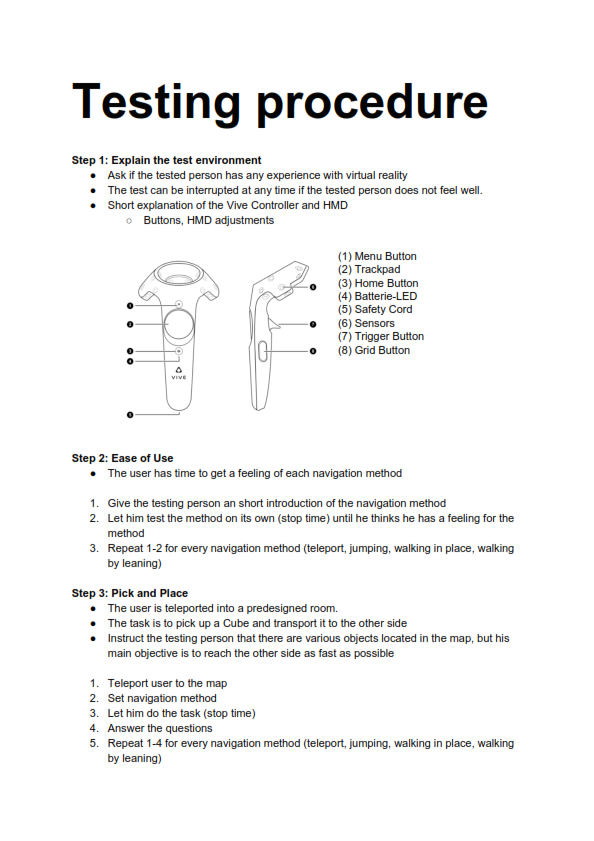 Testing procedure
Step 1: Explain the test environment
● Ask if the tested person has any experience with virtual reality
● The test can be interrupted at any time if the tested person does not feel well.
● Short explanation of the Vive Controller and HMD
○ Buttons, HMD adjustments
(1) Menu Button
(2) Trackpad
(3) Home Button
(4) Batterie-LED
(5) Safety Cord
(6) Sensors
(7) Trigger Button
(8) Grid Button
1
2
3
4
VIVE
5
6
7
8
Step 2: Ease of Use
● The user has time to get a feeling of each navigation method
1. Give the testing person an short introduction of the navigation method
2. Let him test the method on its own (stop time) until he thinks he has a feeling for the
method
3. Repeat 1-2 for every navigation method (teleport, jumping, walking in place, walking
by leaning)
Step 3: Pick and Place
● The user is teleported into a predesigned room.
● The task is to pick up a Cube and transport it to the other side
● Instruct the testing person that there are various objects located in the map, but his
main objective is to reach the other side as fast as possible
1. Teleport user to the map
2. Set navigation method
3. Let him do the task (stop time)
4. Answer the questions
5. Repeat 1-4 for every navigation method (teleport, jumping, walking in place, walking
by leaning)